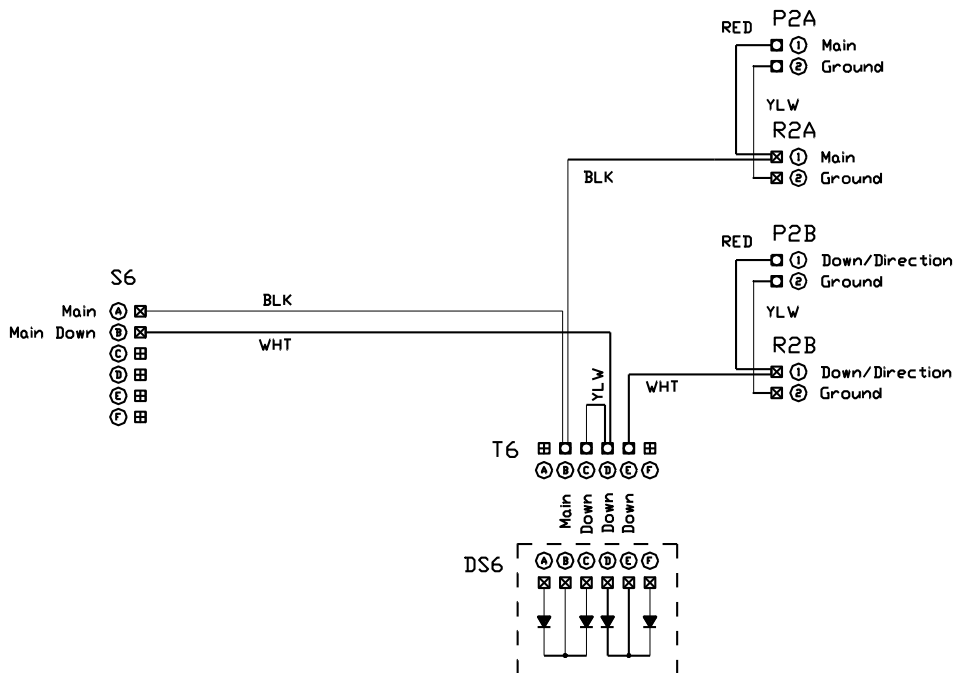 P2A
RED
1 Main
2 Ground
YLW
R2A
1 Main
BLK
2 Ground
P2B
RED
1 Down/Direction
2 Ground
S6
BLK
YLW
Main A
Main Down B
WHT
R2B
C
1 Down/Direction
D
YLW
WHT
E
2 Ground
F
T6
A B C D E F
Main Down Down Down
DS6
A B C D E F